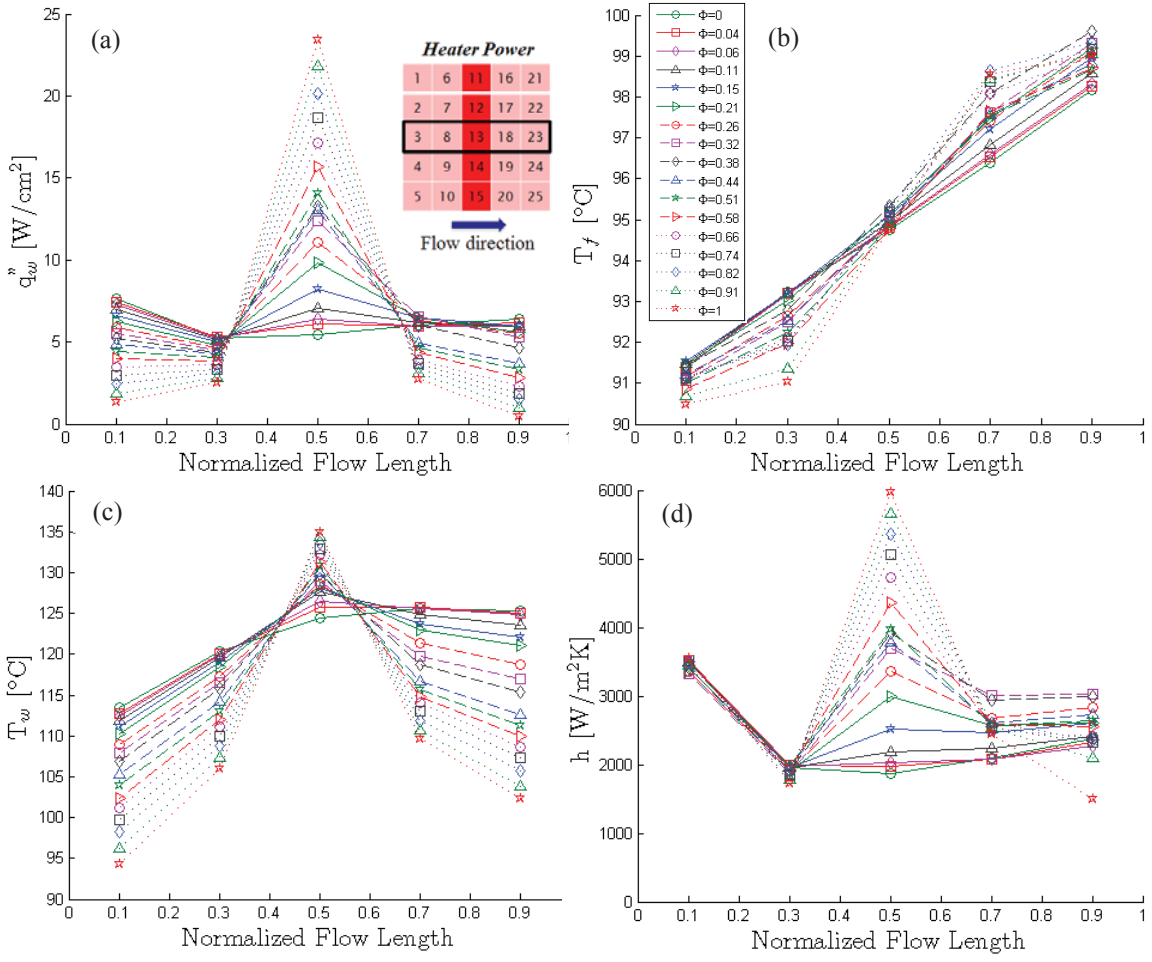 (a)
25
20
15
10
5
0
q''w [W/cm2]
0 0.1 0.2 0.3 0.4 0.5 0.6 0.7 0.8 0.9 1
Normalized Flow Length
Heater Power
1 6 11 16 21
2 7 12 17 22
3 8 13 18 23
4 9 14 19 24
5 10 15 20 25
Flow direction
(b)
100
99
98
97
96
95
94
93
92
91
90
Tf [°C]
Φ=0
Φ=0.04
Φ=0.06
Φ=0.11
Φ=0.15
Φ=0.21
Φ=0.26
Φ=0.32
Φ=0.38
Φ=0.44
Φ=0.51
Φ=0.58
Φ=0.66
Φ=0.74
Φ=0.82
Φ=0.91
Φ=1
0 0.1 0.2 0.3 0.4 0.5 0.6 0.7 0.8 0.9 1
Normalized Flow Length
(c)
140
135
130
125
120
115
110
105
100
95
90
Tw [°C]
0 0.1 0.2 0.3 0.4 0.5 0.6 0.7 0.8 0.9
Normalized Flow Length
(d)
6000
5000
4000
3000
2000
1000
0
h [W/m2K]
0 0.1 0.2 0.3 0.4 0.5 0.6 0.7 0.8 0.9 1
Normalized Flow Length